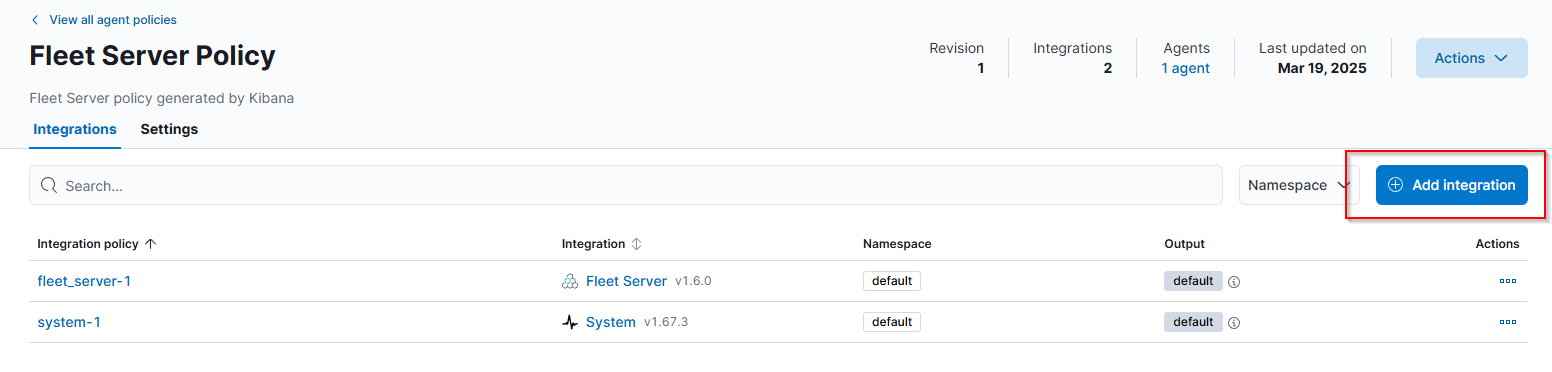 View all agent policies
Fleet Server Policy
Revision Integrations Agents Last updated on
1 2 1 agent Mar 19, 2025
Actions
Fleet Server policy generated by Kibana
Integrations Settings
Search... Namespace Add integration
Integration policy Integration Namespace Output Actions
fleet_server-1 Fleet Server v1.6.0 default default
system-1 System v1.67.3 default default